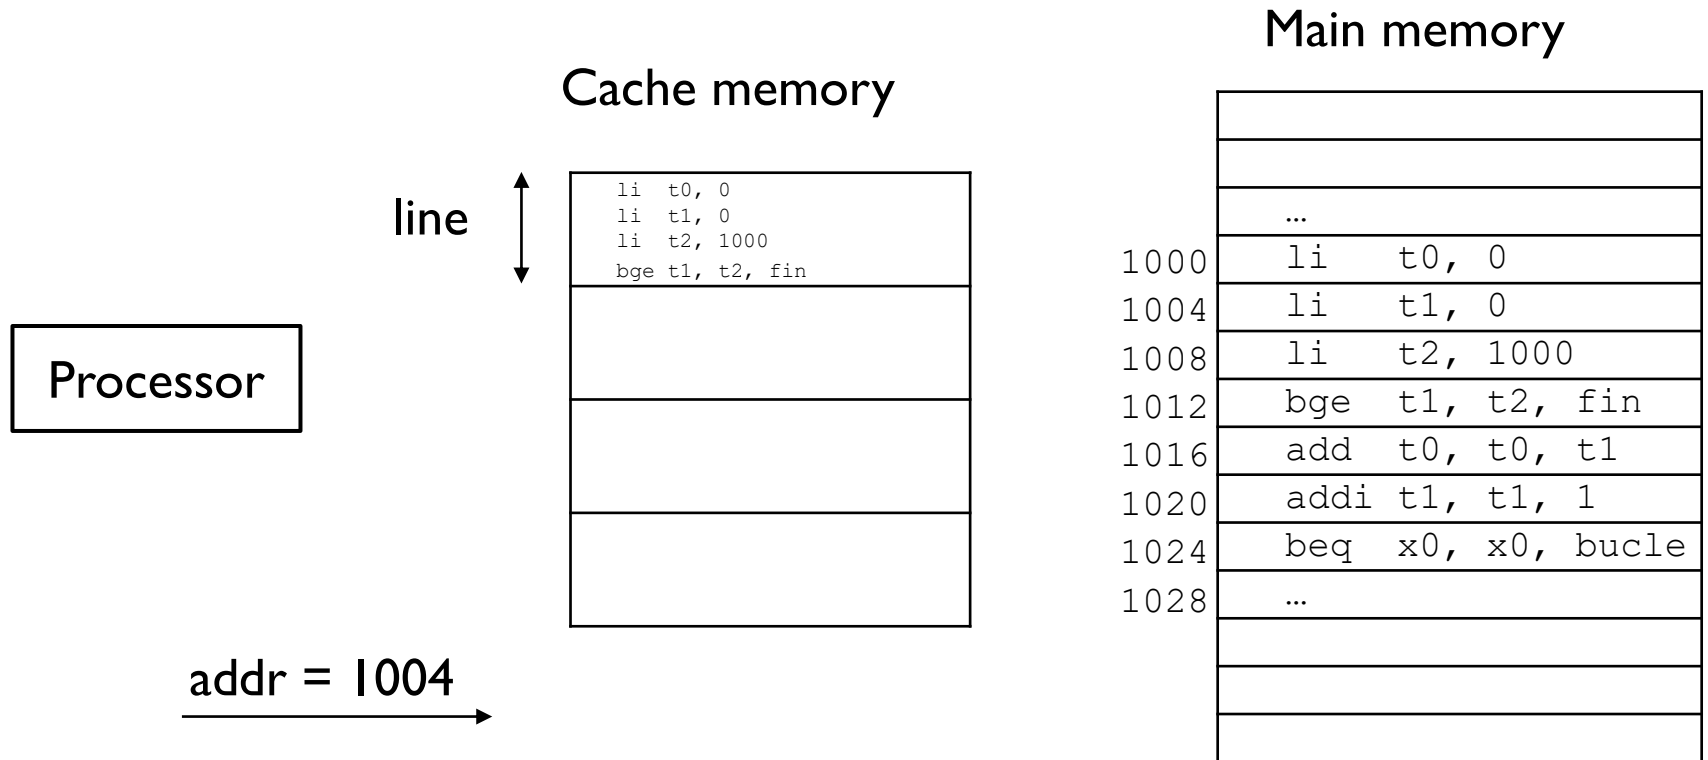 Main memory
Cache memory
line
li t0, 0
li t1, 0
li t2, 1000
bge t1, t2, fin
Processor
addr = 1004
…
1000 li t0, 0
1004 li t1, 0
1008 li t2, 1000
1012 bge t1, t2, fin
1016 add t0, t0, t1
1020 addi t1, t1, 1
1024 beq x0, x0, bucle
1028 …